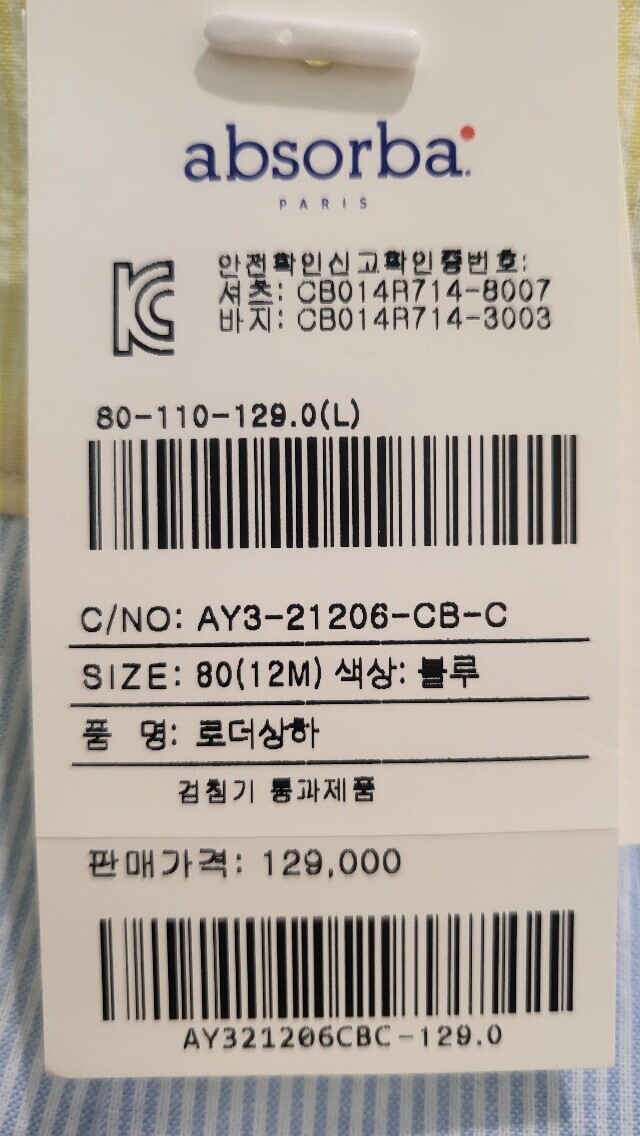 absorba.
PARIS
안전확인신고확인증번호:
셔츠: CB014R714-8007
바지: CB014R714-3003
80-110-129.0(L)
C/NO: AY3-21206-CB-C
SIZE: 80(12M) 색상: 블루
품 명: 로더상하
검침기 통과제품
판매가격: 129,000
AY321206CBC-129.0